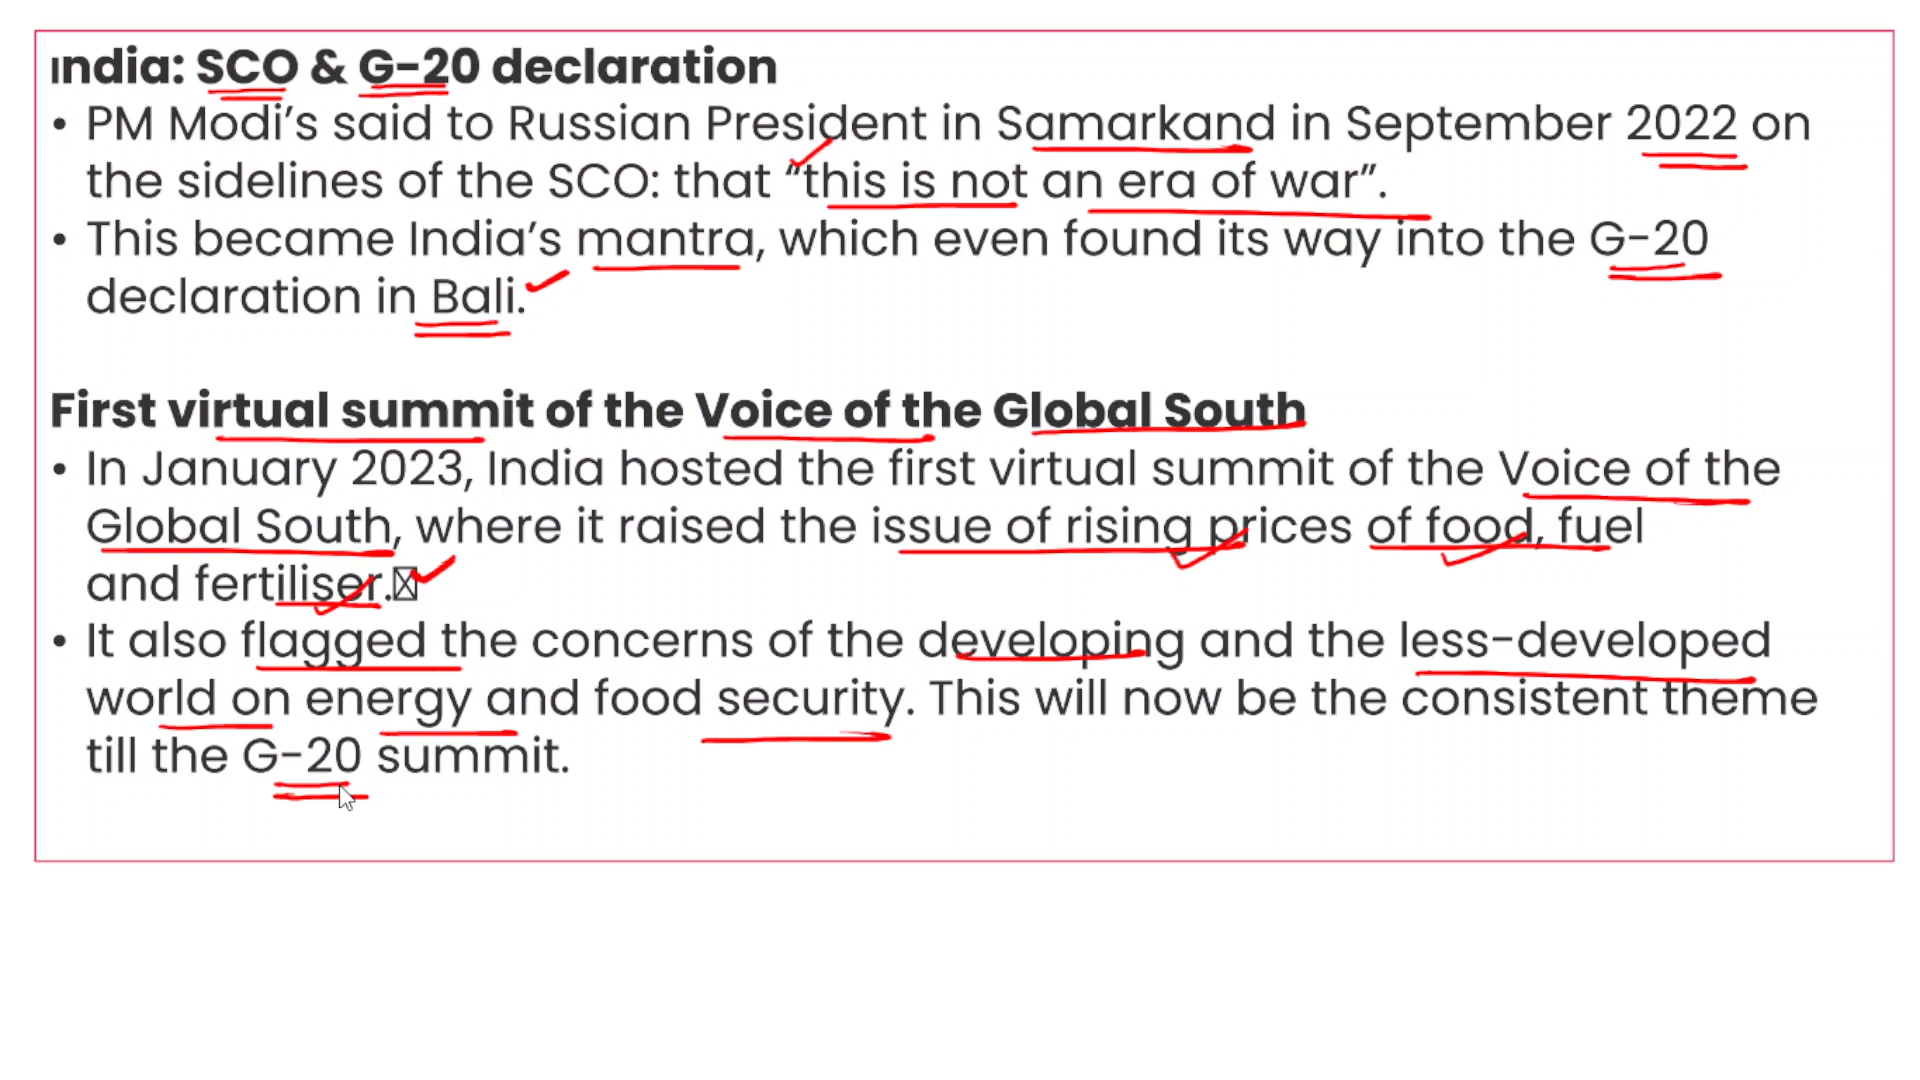 India: SCO & G-20 declaration
• PM Modi's said to Russian President in Samarkand in September 2022 on
the sidelines of the SCO: that “this is not an era of war”.
• This became India's mantra, which even found its way into the G-20
declaration in Bali.
First virtual summit of the Voice of the Global South
• In January 2023, India hosted the first virtual summit of the Voice of the
Global South, where it raised the issue of rising prices of food, fuel
and fertiliser.
• It also flagged the concerns of the developing and the less-developed
world on energy and food security. This will now be the consistent theme
till the G-20 summit.